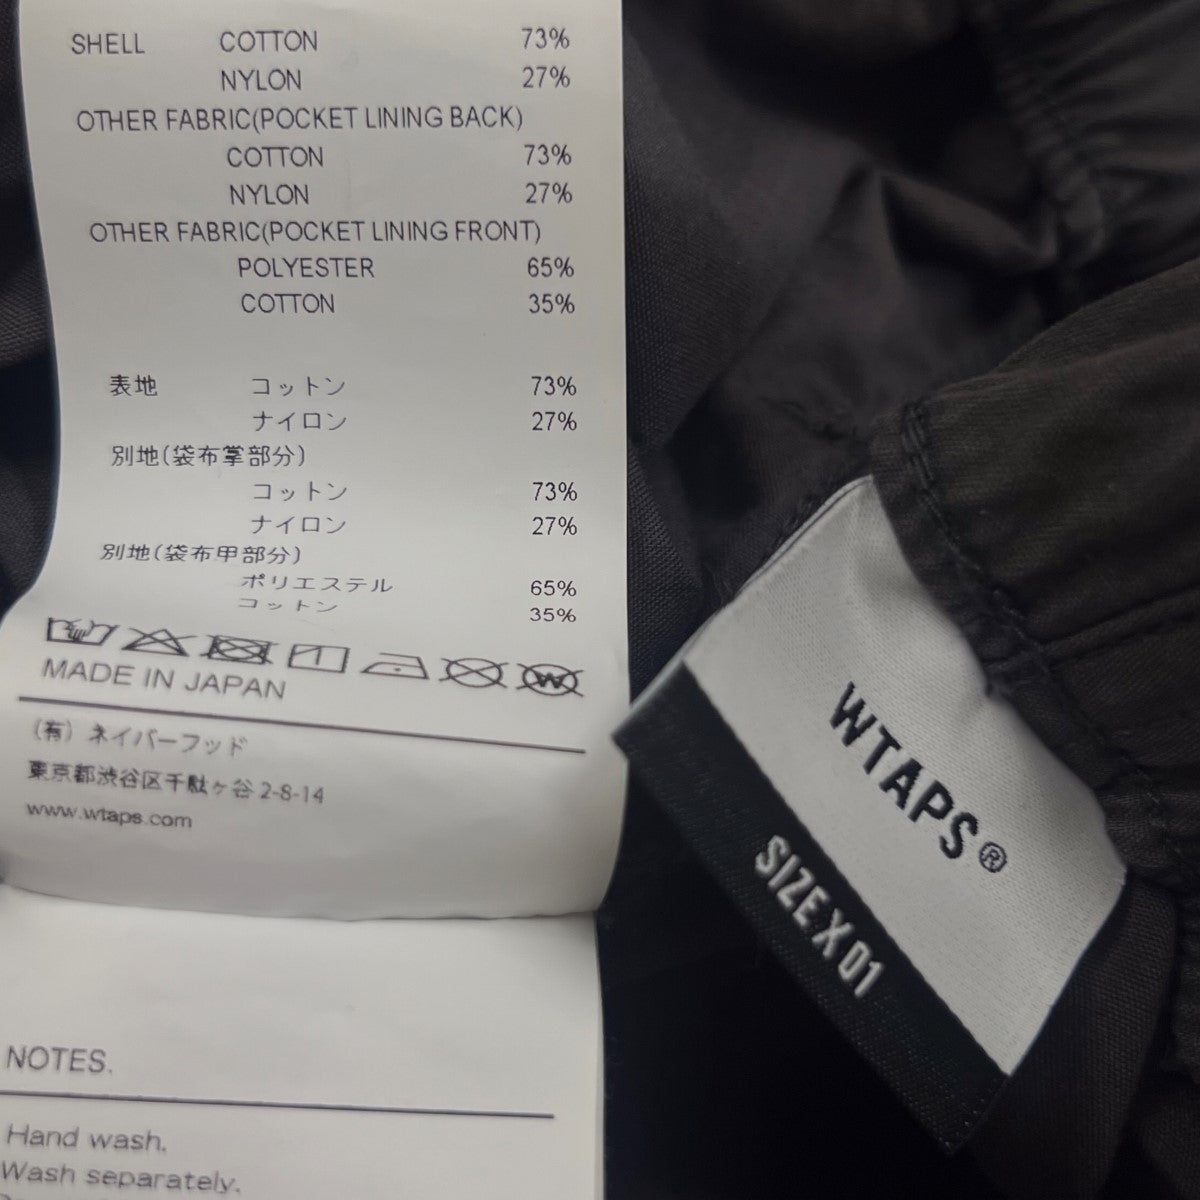 SHELL COTTON 73%
NYLON 27%
OTHER FABRIC(POCKET LINING BACK)
COTTON 73%
NYLON 27%
OTHER FABRIC(POCKET LINING FRONT)
POLYESTER 65%
COTTON 35%
表地 コットン 73%
ナイロン 27%
別地(袋布掌部分)
コットン 73%
ナイロン 27%
別地(袋布甲部分)
ポリエステル 65%
コットン 35%
MADE IN JAPAN
(有) ネイバーフッド
東京都渋谷区千駄ヶ谷 2-8-14
www.wtaps.com
NOTES.
Hand wash.
Wash separately.
WTAPS®
SIZE X 01